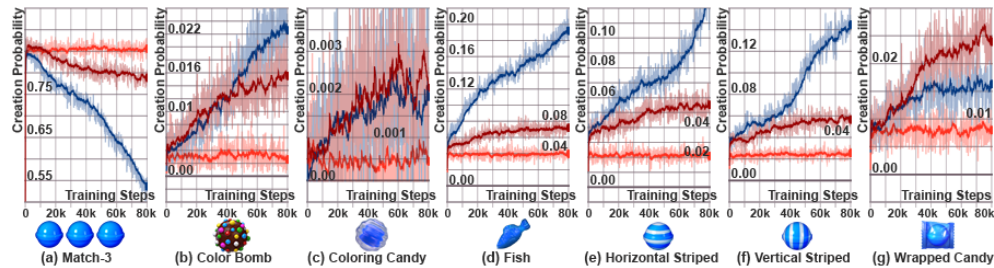 Creation Probability
0.75
0.65
0.55
Training Steps
0 20k 40k 60k 80k
(a) Match-3
Creation Probability
0.022
0.016
0.01
0.00
Training Steps
20k 40k 60k 80k
(b) Color Bomb
Creation Probability
0.003
0.002
0.001
0.00
Training Steps
20k 40k 60k 80k
(c) Coloring Candy
Creation Probability
0.20
0.16
0.12
0.08
0.04
0.00
Training Steps
0 20k 40k 60k 80k
(d) Fish
Creation Probability
0.10
0.08
0.06
0.04
0.02
0.00
Training Steps
20k 40k 60k 80k
(e) Horizontal Striped
Creation Probability
0.12
0.08
0.04
0.00
Training Steps
20k 40k 60k 80k
(f) Vertical Striped
Creation Probability
0.02
0.01
0.00
Training Steps
20k 40k 60k 80k
(g) Wrapped Candy